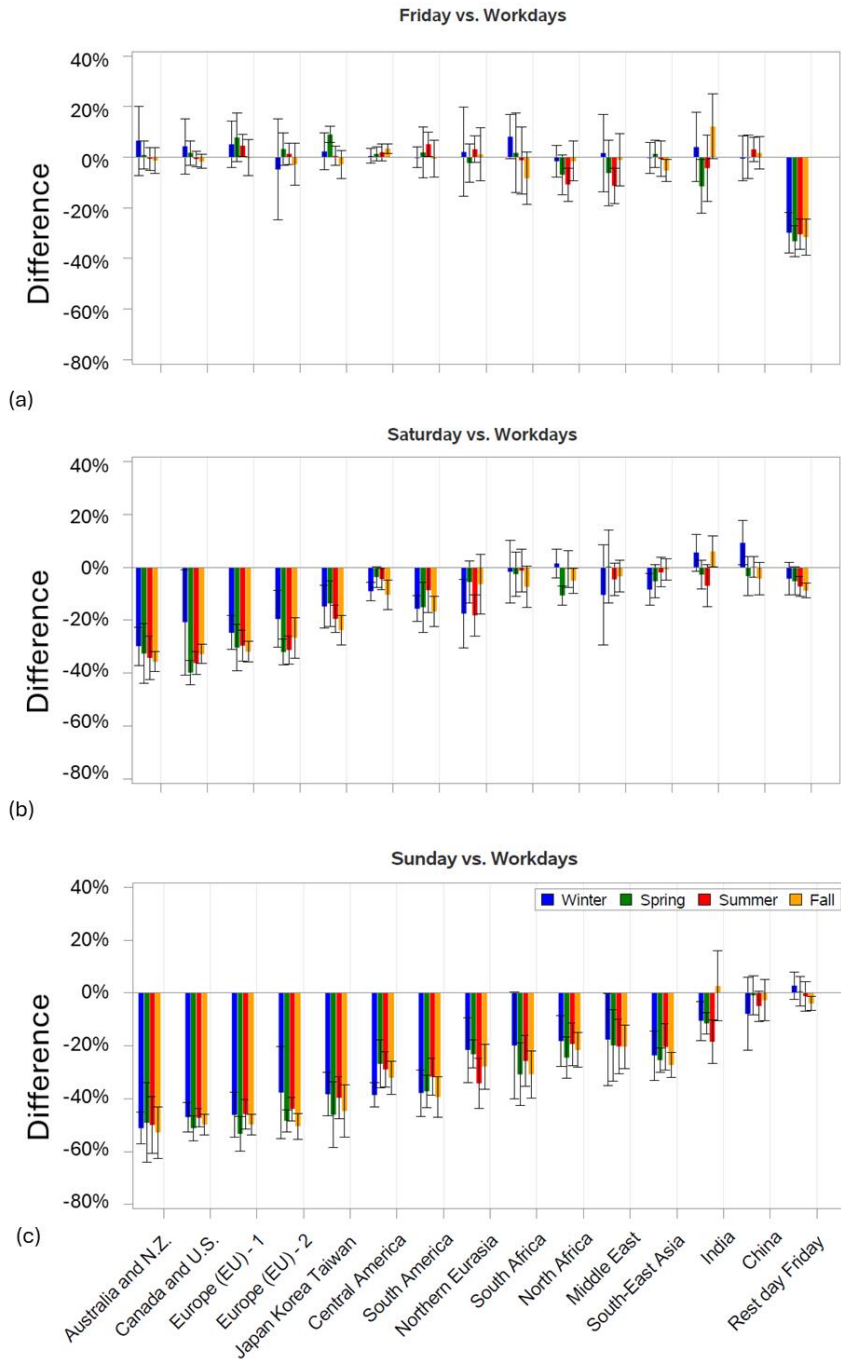 Friday vs. Workdays
40%
20%
0%
-20%
-40%
-60%
-80%
Difference
(a)
Saturday vs. Workdays
40%
20%
0%
-20%
-40%
-60%
-80%
Difference
(b)
Sunday vs. Workdays
Winter Spring Summer Fall
40%
20%
0%
-20%
-40%
-60%
-80%
Difference
(c)
Australia and N.Z.
Canada and U.S.
Europe (EU) - 1
Europe (EU) - 2
Japan Korea Taiwan
Central America
South America
Northern Eurasia
South Africa
North Africa
Middle East
South-East Asia
India
China
Rest day Friday